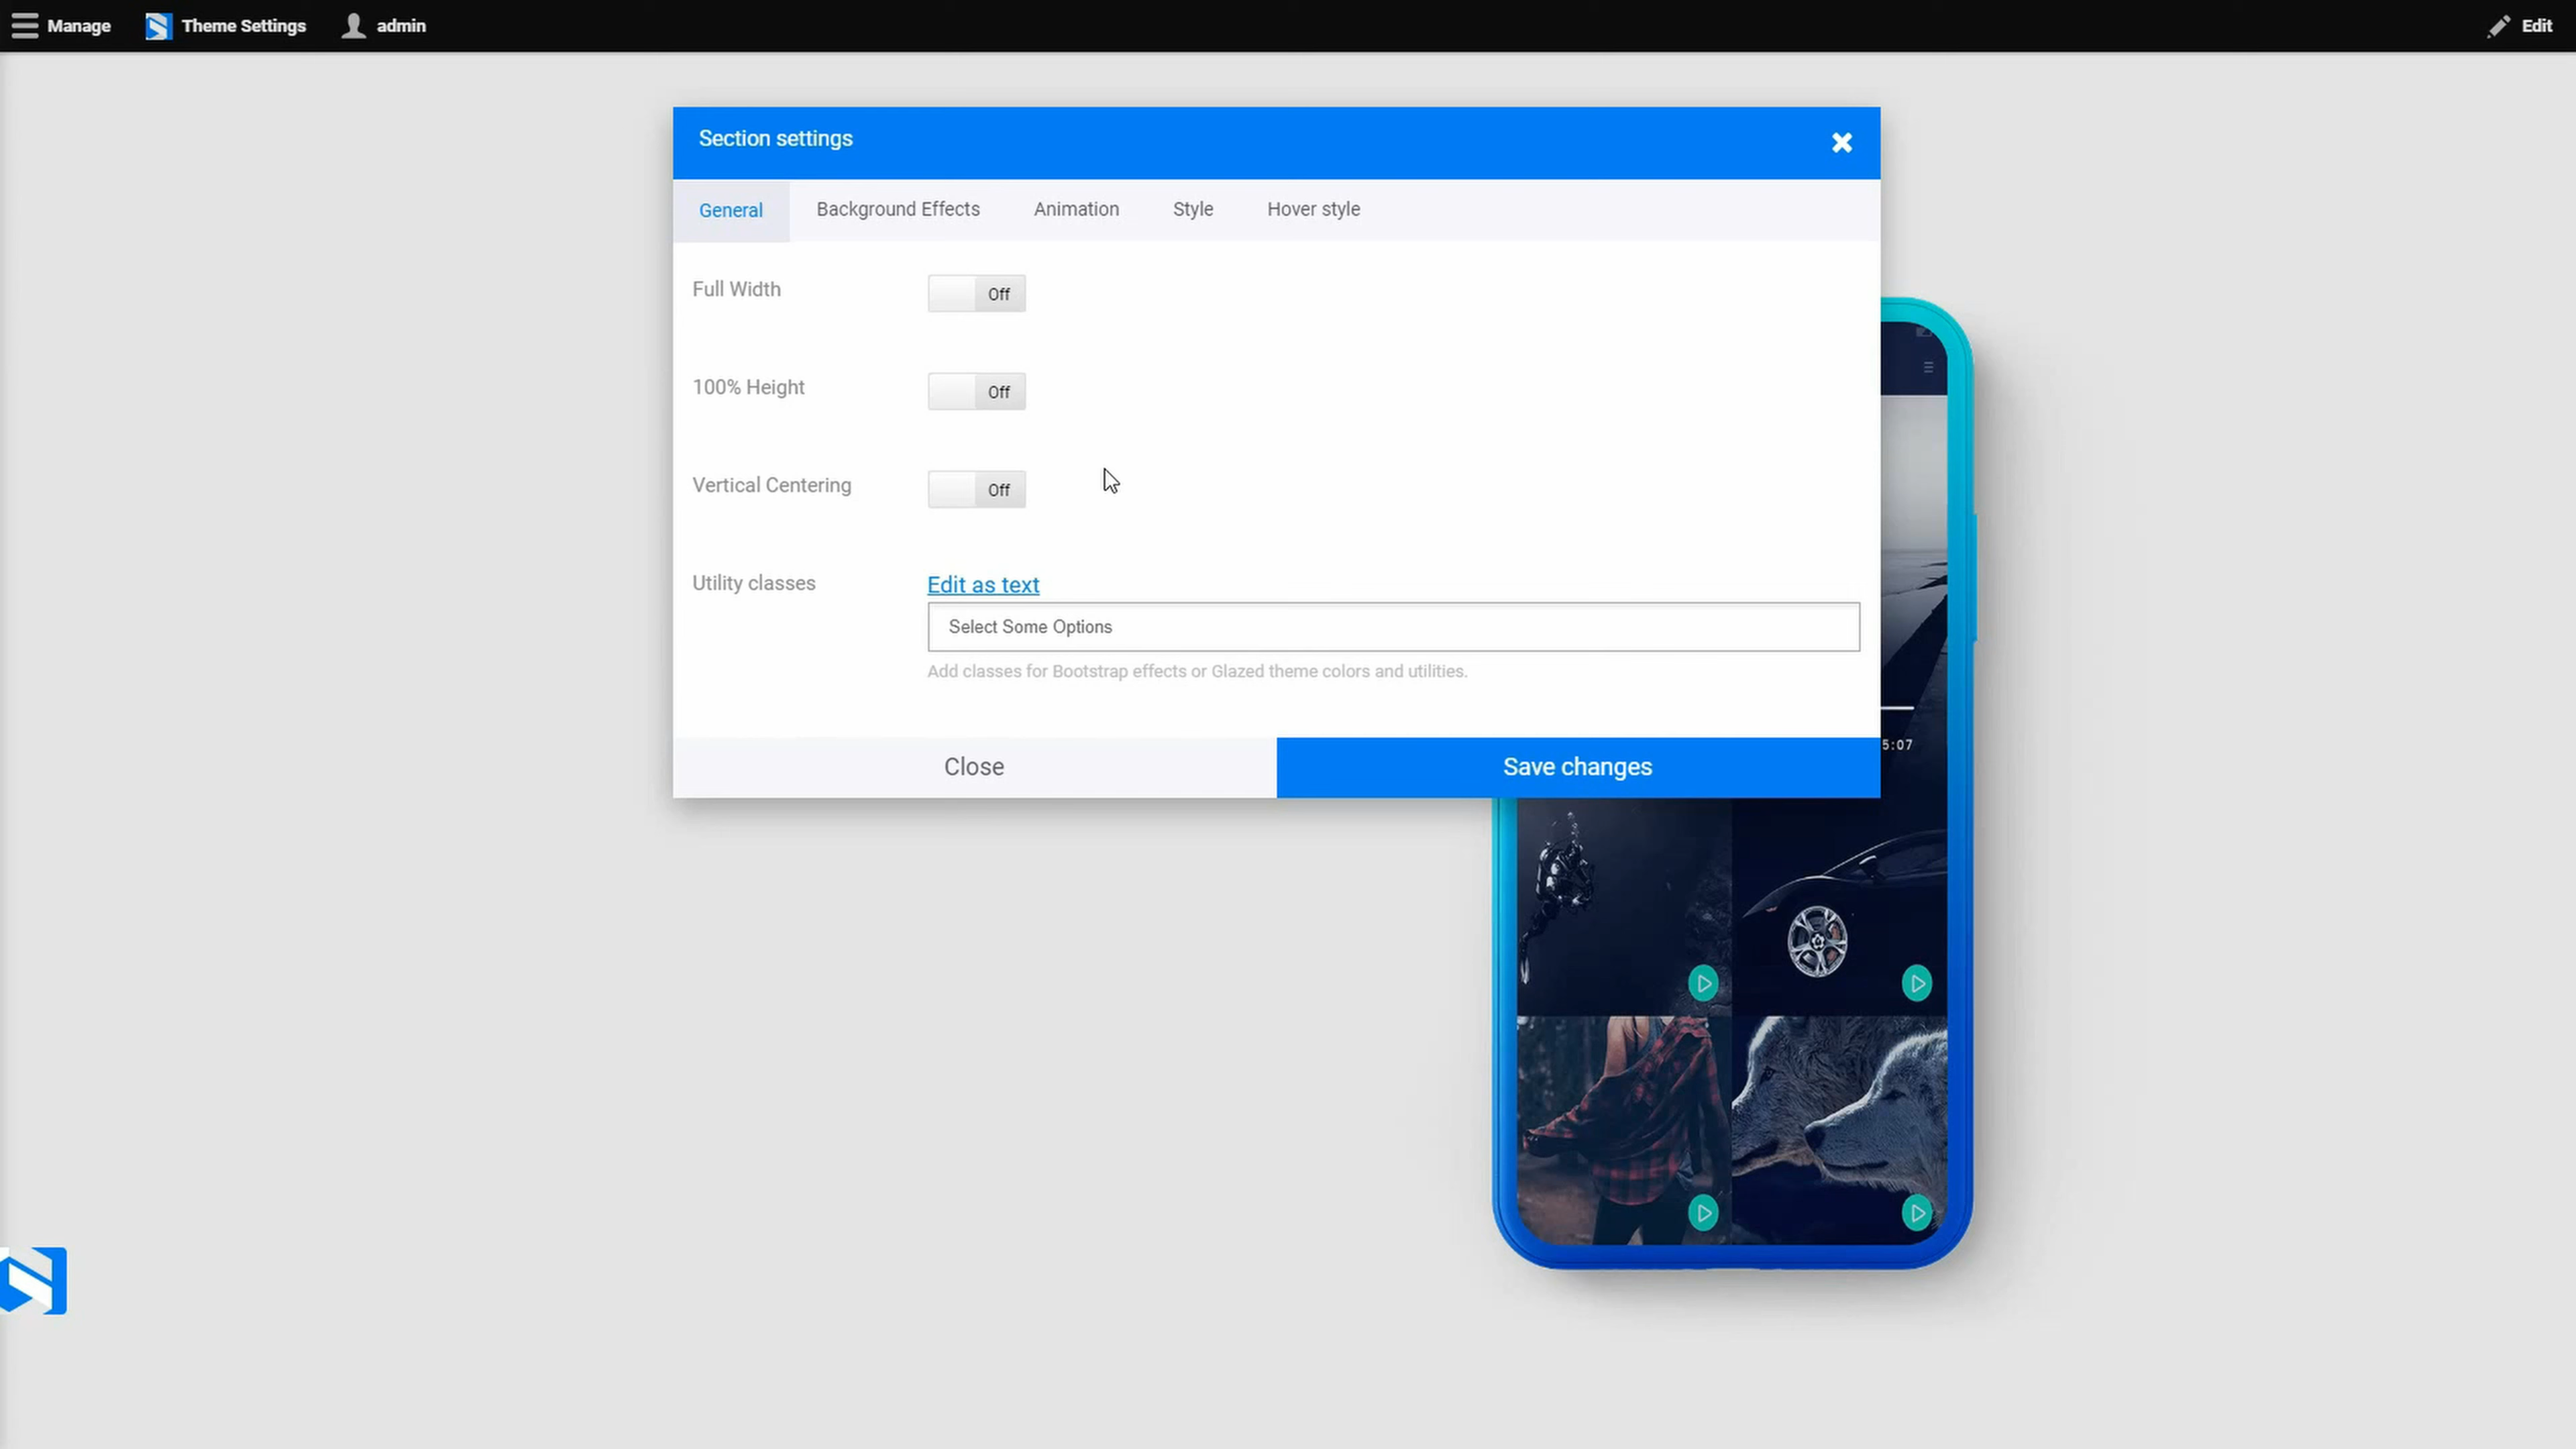 Manage
Theme Settings
admin
Edit
Section settings
General
Background Effects
Animation
Style
Hover style
Full Width
Off
100% Height
Off
Vertical Centering
Off
Utility classes
Edit as text
Select Some Options
Add classes for Bootstrap effects or Glazed theme colors and utilities.
5:07
Close
Save changes